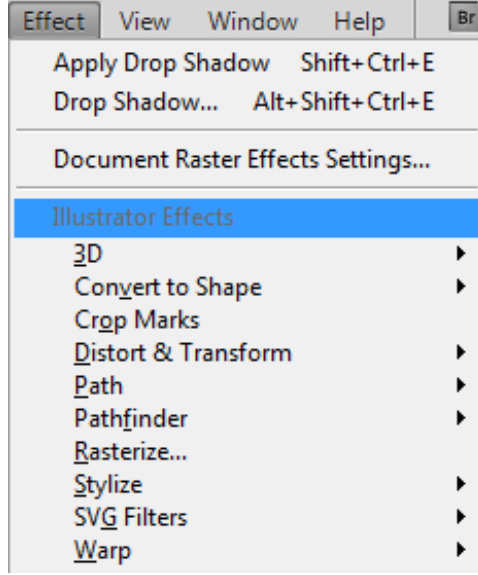 Effect View Window Help Br
Apply Drop Shadow Shift+Ctrl+E
Drop Shadow... Alt+Shift+Ctrl+E
Document Raster Effects Settings...
Illustrator Effects
3D
Convert to Shape
Crop Marks
Distort & Transform
Path
Pathfinder
Rasterize...
Stylize
SVG Filters
Warp